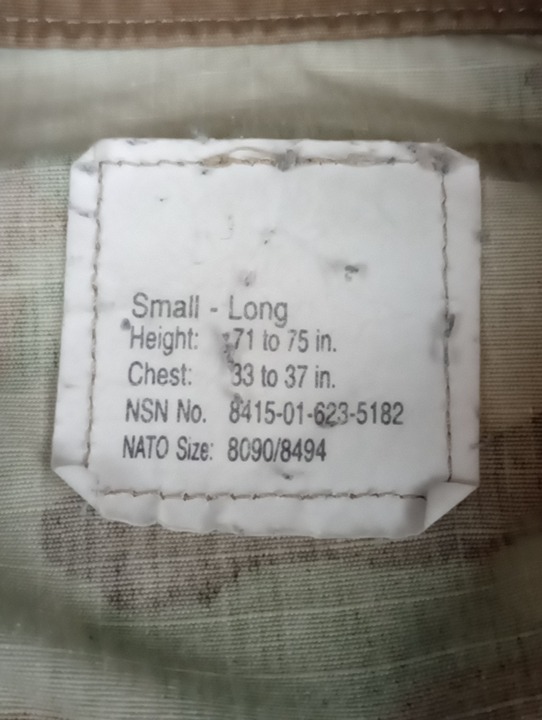 Small - Long
Height: 71 to 75 in.
Chest: 33 to 37 in.
NSN No. 8415-01-623-5182
NATO Size: 8090/8494